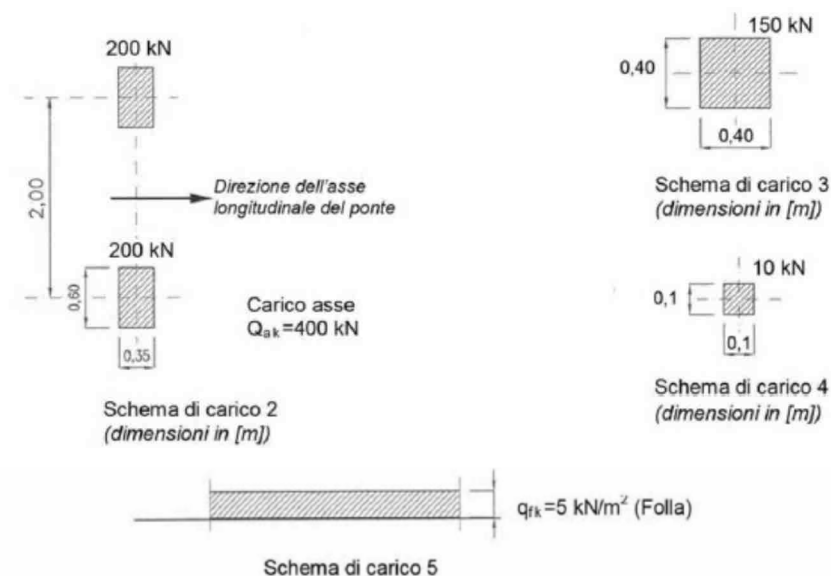 200 kN
2,00
Direzione dell'asse
longitudinale del ponte
200 kN
0,60
0,35
Carico asse
Qak=400 kN
Schema di carico 2
(dimensioni in [m])
150 kN
0,40
0,40
Schema di carico 3
(dimensioni in [m])
10 kN
0,1
0,1
Schema di carico 4
(dimensioni in [m])
qfk=5 kN/m² (Folla)
Schema di carico 5